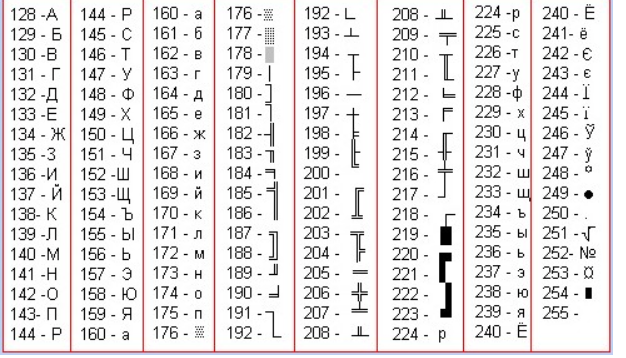 128 -А 144 - Р 160 - а 176 -░ 192 - └ 208 - ╨ 224 -р 240 - Ё
129 - Б 145 - С 161 -б 177 -▒ 193 - ┴ 209 - ╤ 225 -с 241- ё
130 -В 146 - Т 162 - в 178 -▓ 194 - ┬ 210 - ╥ 226 -т 242 - Є
131 - Г 147 - У 163 - г 179 -│ 195 - ├ 211 - ╙ 227 -у 243 - є
132 -Д 148 - Ф 164 - д 180 -┤ 196 - ─ 212 - ╘ 228 -ф 244 - Ї
133 -Е 149 - Х 165 - е 181 -╡ 197 - ┼ 213 - ╒ 229 - х 245 - ї
134 - Ж 150 - Ц 166 - ж 182 -╢ 198 - ╞ 214 - ╓ 230 - ц 246 - Ў
135 -З 151 - Ч 167 - з 183 -╖ 199 - ╟ 215 - ╫ 231 - ч 247 - ў
136 -И 152 -Ш 168 - и 184 -╕ 200 - ╚ 216 - ╪ 232 - ш 248 - °
137 - Й 153 -Щ 169 - й 185 -╣ 201 - ╔ 217 - ┘ 233 - щ 249 - ●
138- К 154 - Ъ 170 - к 186 -║ 202 - ╩ 218 - ┌ 234 - ъ 250 - .
139 -Л 155 - Ы 171 - л 187 - ╗ 203 - ╦ 219 - █ 235 - ы 251 -√
140 -М 156 - Ь 172 - м 188 - ╝ 204 - ╠ 220 - ▄ 236 - ь 252- №
141 -Н 157 - Э 173 - н 189 - ╜ 205 - ═ 221 - ▌ 237 - э 253 - ¤
142 -О 158 - Ю 174 - о 190 - ╛ 206 - ╬ 222 - ▐ 238 - ю 254 - ■
143- П 159 - Я 175 - п 191 -┐ 207 - ╧ 223 - ▀ 239 - я 255 -
144 - Р 160 - а 176 -░ 192 - └ 208 - ╨ 224 - р 240 - Ё